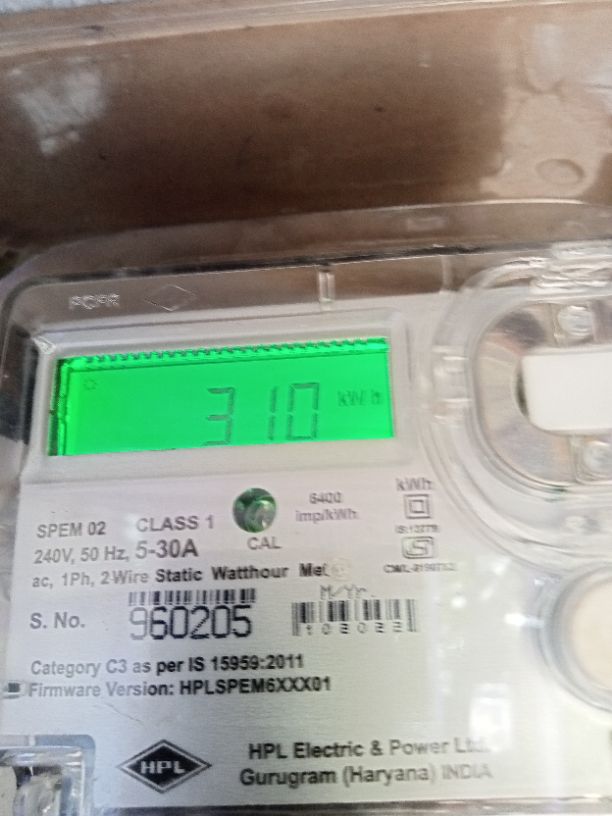 310 kWh
SPEM 02 CLASS 1
6400
imp/kWh
kWh
240V, 50 Hz, 5-30A
CAL
ac, 1Ph, 2 Wire Static Watthour
M/Yr.
S. No. 960205
Category C3 as per IS 15959:2011
Firmware Version: HPLSPEM6XXX01
HPL
HPL Electric & Power Ltd.
Gurugram (Haryana) INDIA